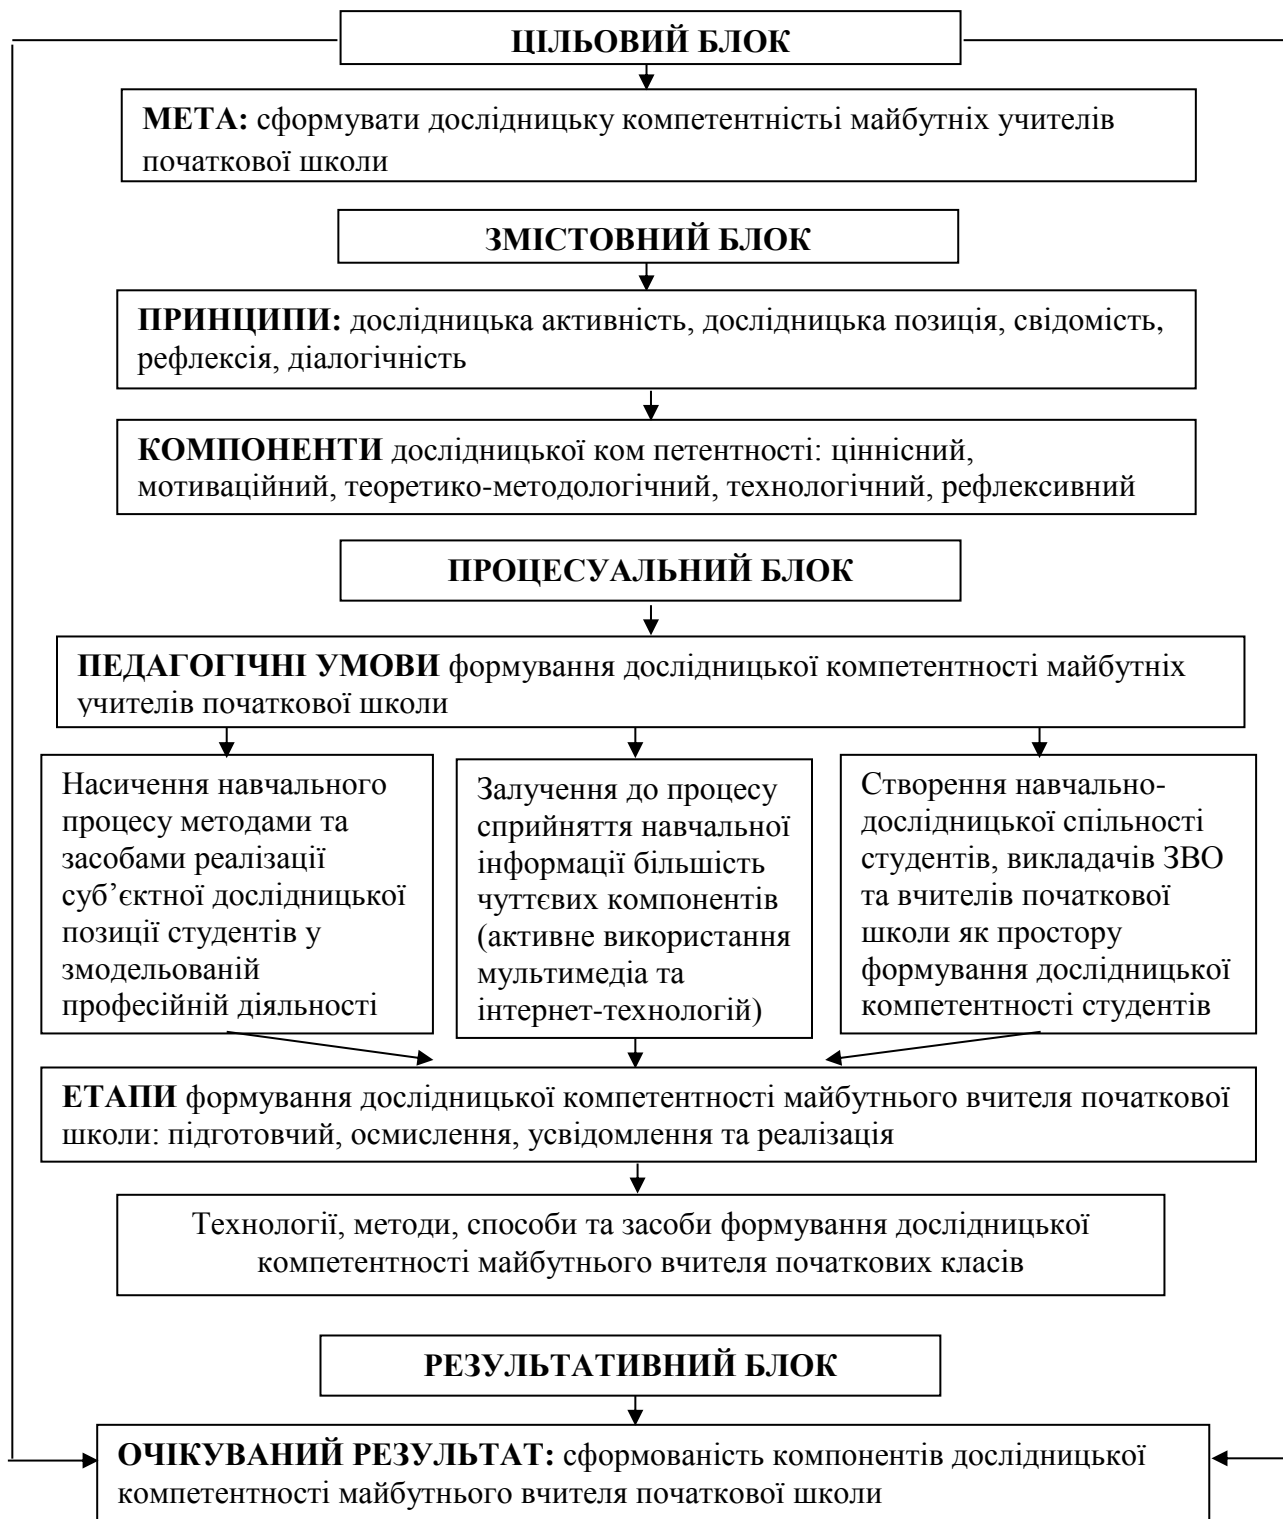 ЦІЛЬОВИЙ БЛОК
МЕТА: сформувати дослідницьку компетентністьі майбутніх учителів
початкової школи
ЗМІСТОВНИЙ БЛОК
ПРИНЦИПИ: дослідницька активність, дослідницька позиція, свідомість,
рефлексія, діалогічність
КОМПОНЕНТИ дослідницької ком петентності: ціннісний,
мотиваційний, теоретико-методологічний, технологічний, рефлексивний
ПРОЦЕСУАЛЬНИЙ БЛОК
ПЕДАГОГІЧНІ УМОВИ формування дослідницької компетентності майбутніх
учителів початкової школи
Насичення навчального
процесу методами та
засобами реалізації
суб’єктної дослідницької
позиції студентів у
змодельованій
професійній діяльності
Залучення до процесу
сприйняття навчальної
інформації більшість
чуттєвих компонентів
(активне використання
мультимедіа та
інтернет-технологій)
Створення навчально-
дослідницької спільності
студентів, викладачів ЗВО
та вчителів початкової
школи як простору
формування дослідницької
компетентності студентів
ЕТАПИ формування дослідницької компетентності майбутнього вчителя початкової
школи: підготовчий, осмислення, усвідомлення та реалізація
Технології, методи, способи та засоби формування дослідницької
компетентності майбутнього вчителя початкових класів
РЕЗУЛЬТАТИВНИЙ БЛОК
ОЧІКУВАНИЙ РЕЗУЛЬТАТ: сформованість компонентів дослідницької
компетентності майбутнього вчителя початкової школи